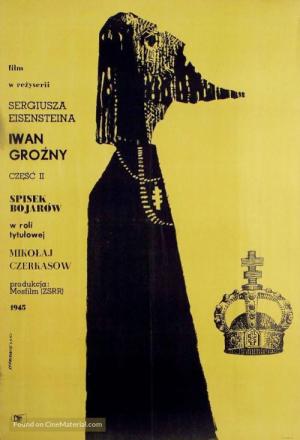 film
w reżyserii
SERGIUSZA
EISENSTEINA
IWAN
GROŹNY
CZĘŚĆ II
SPISEK
BOJARÓW
w roli
tytułowej
MIKOŁAJ
CZERKASOW
produkcja:
Mosfilm (ZSRR)
1945
Found on CineMaterial.com